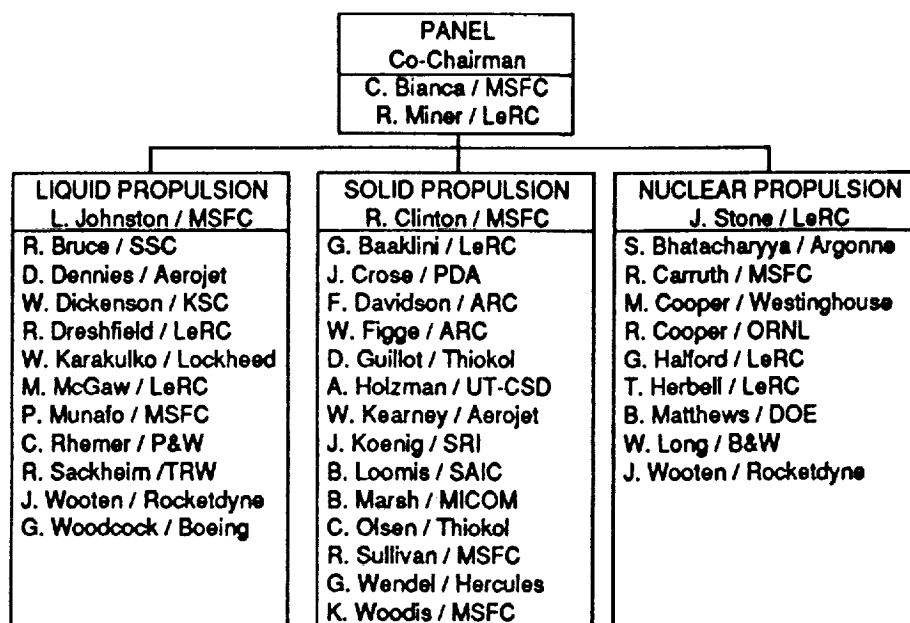 PANEL
Co-Chairman
C. Bianca / MSFC
R. Miner / LeRC
LIQUID PROPULSION
L. Johnston / MSFC
R. Bruce / SSC
D. Dennies / Aerojet
W. Dickenson / KSC
R. Dreshfield / LeRC
W. Karakulko / Lockheed
M. McGaw / LeRC
P. Munafo / MSFC
C. Rhemer / P&W
R. Sackheim /TRW
J. Wooten / Rocketdyne
G. Woodcock / Boeing
SOLID PROPULSION
R. Clinton / MSFC
G. Baaklini / LeRC
J. Crose / PDA
F. Davidson / ARC
W. Figge / ARC
D. Guillot / Thiokol
A. Holzman / UT-CSD
W. Kearney / Aerojet
J. Koenig / SRI
B. Loomis / SAIC
B. Marsh / MICOM
C. Olsen / Thiokol
R. Sullivan / MSFC
G. Wendel / Hercules
K. Woodis / MSFC
NUCLEAR PROPULSION
J. Stone / LeRC
S. Bhatacharyya / Argonne
R. Carruth / MSFC
M. Cooper / Westinghouse
R. Cooper / ORNL
G. Halford / LeRC
T. Herbell / LeRC
B. Matthews / DOE
W. Long / B&W
J. Wooten / Rocketdyne